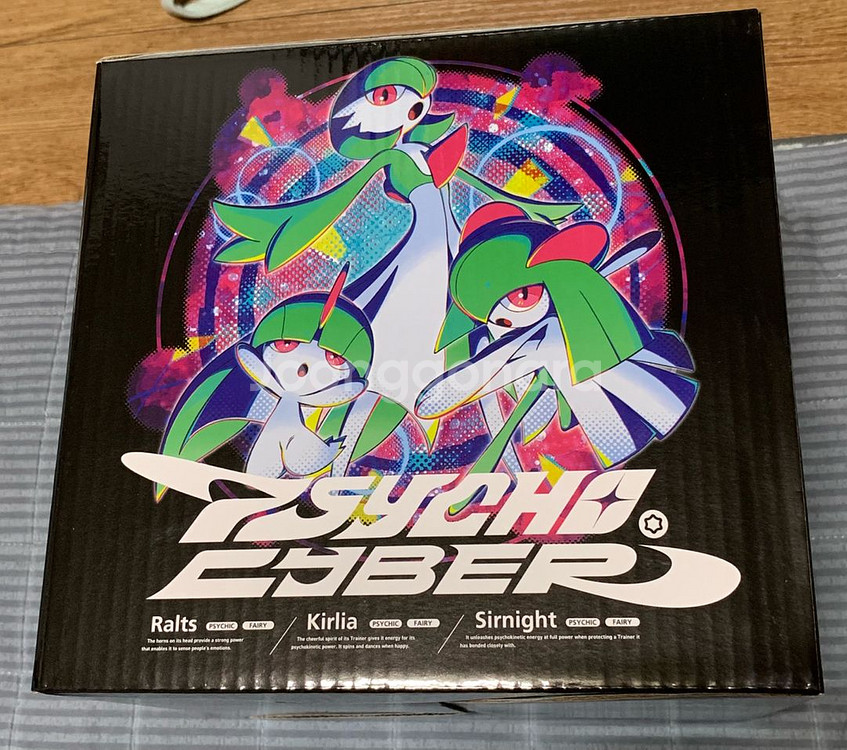 joonggonara
PSYCHO
CYBER
Ralts PSYCHIC FAIRY
The horns on its head provide a strong power
that enables it to sense people's emotions.
Kirlia PSYCHIC FAIRY
The cheerful spirit of its Trainer gives it energy for its
psychokinetic power. It spins and dances when happy.
Sirnight PSYCHIC FAIRY
It unleashes psychokinetic energy at full power when protecting a Trainer it
has bonded closely with.